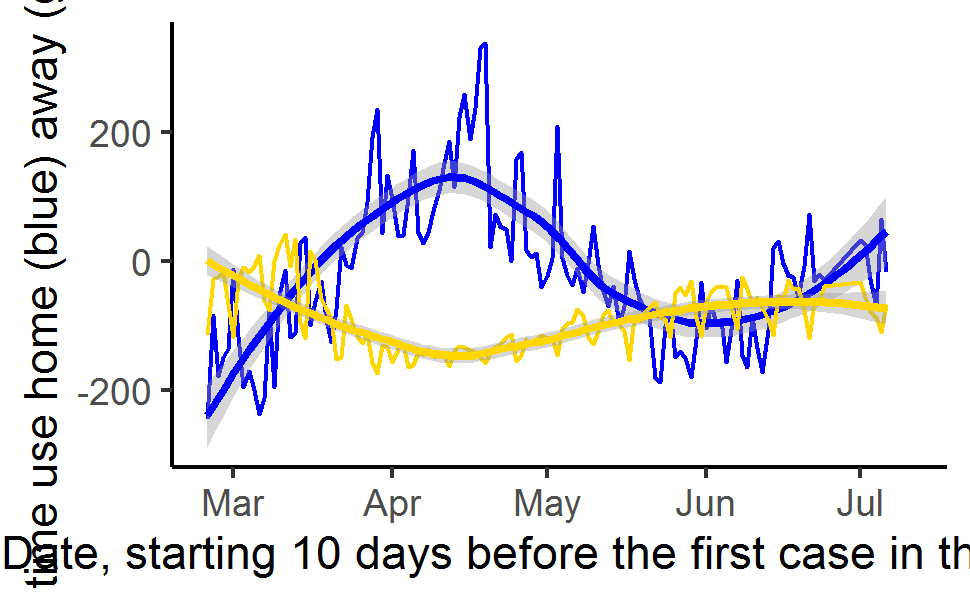 time use home (blue) away (
200
0
-200
Mar Apr May Jun Jul
Date, starting 10 days before the first case in th